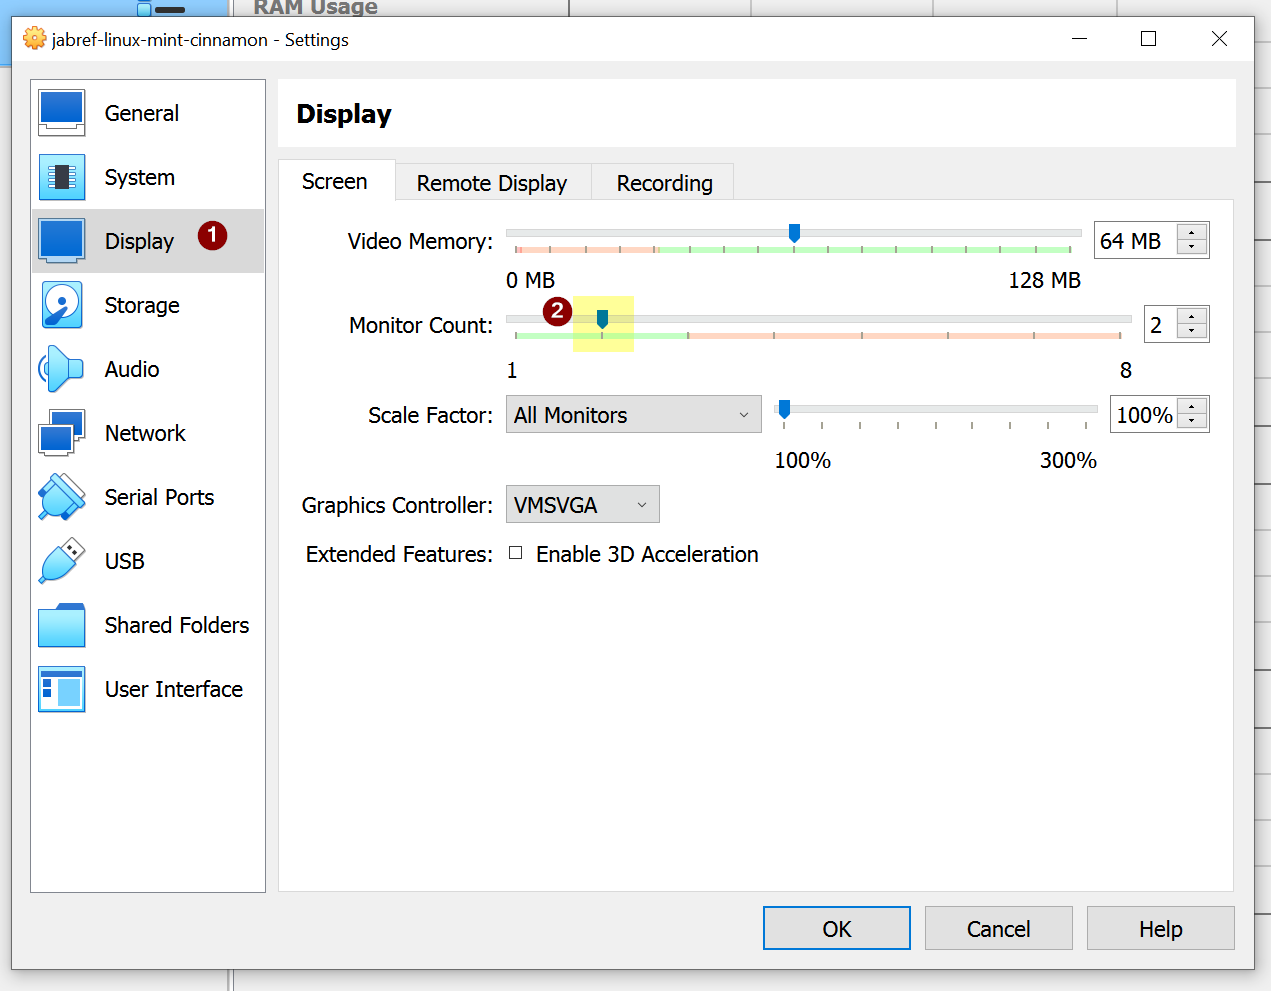 RAM Usage
jabref-linux-mint-cinnamon - Settings
General
System
Display 1
Storage
Audio
Network
Serial Ports
USB
Shared Folders
User Interface
Display
Screen Remote Display Recording
Video Memory: 64 MB
0 MB 128 MB
Monitor Count: 2 2
1 8
Scale Factor: All Monitors 100%
100% 300%
Graphics Controller: VMSVGA
Extended Features: Enable 3D Acceleration
OK Cancel Help